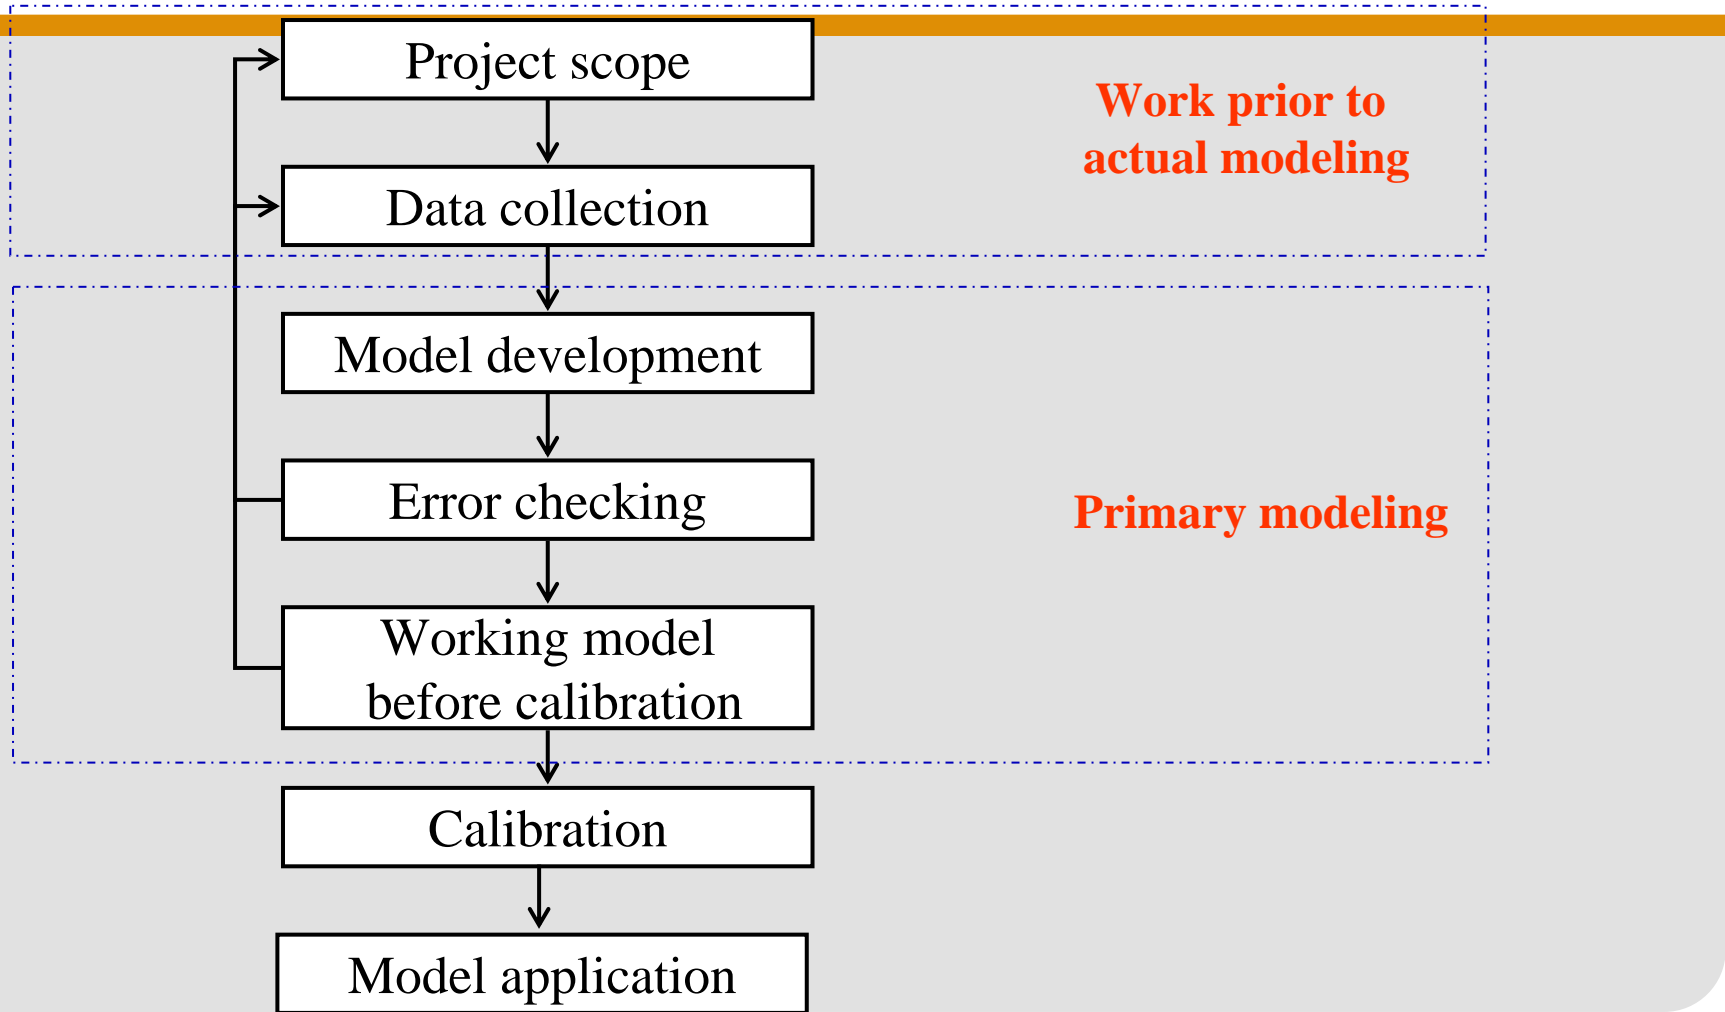 Project scope
Work prior to
actual modeling
Data collection
Model development
Error checking
Primary modeling
Working model
before calibration
Calibration
Model application